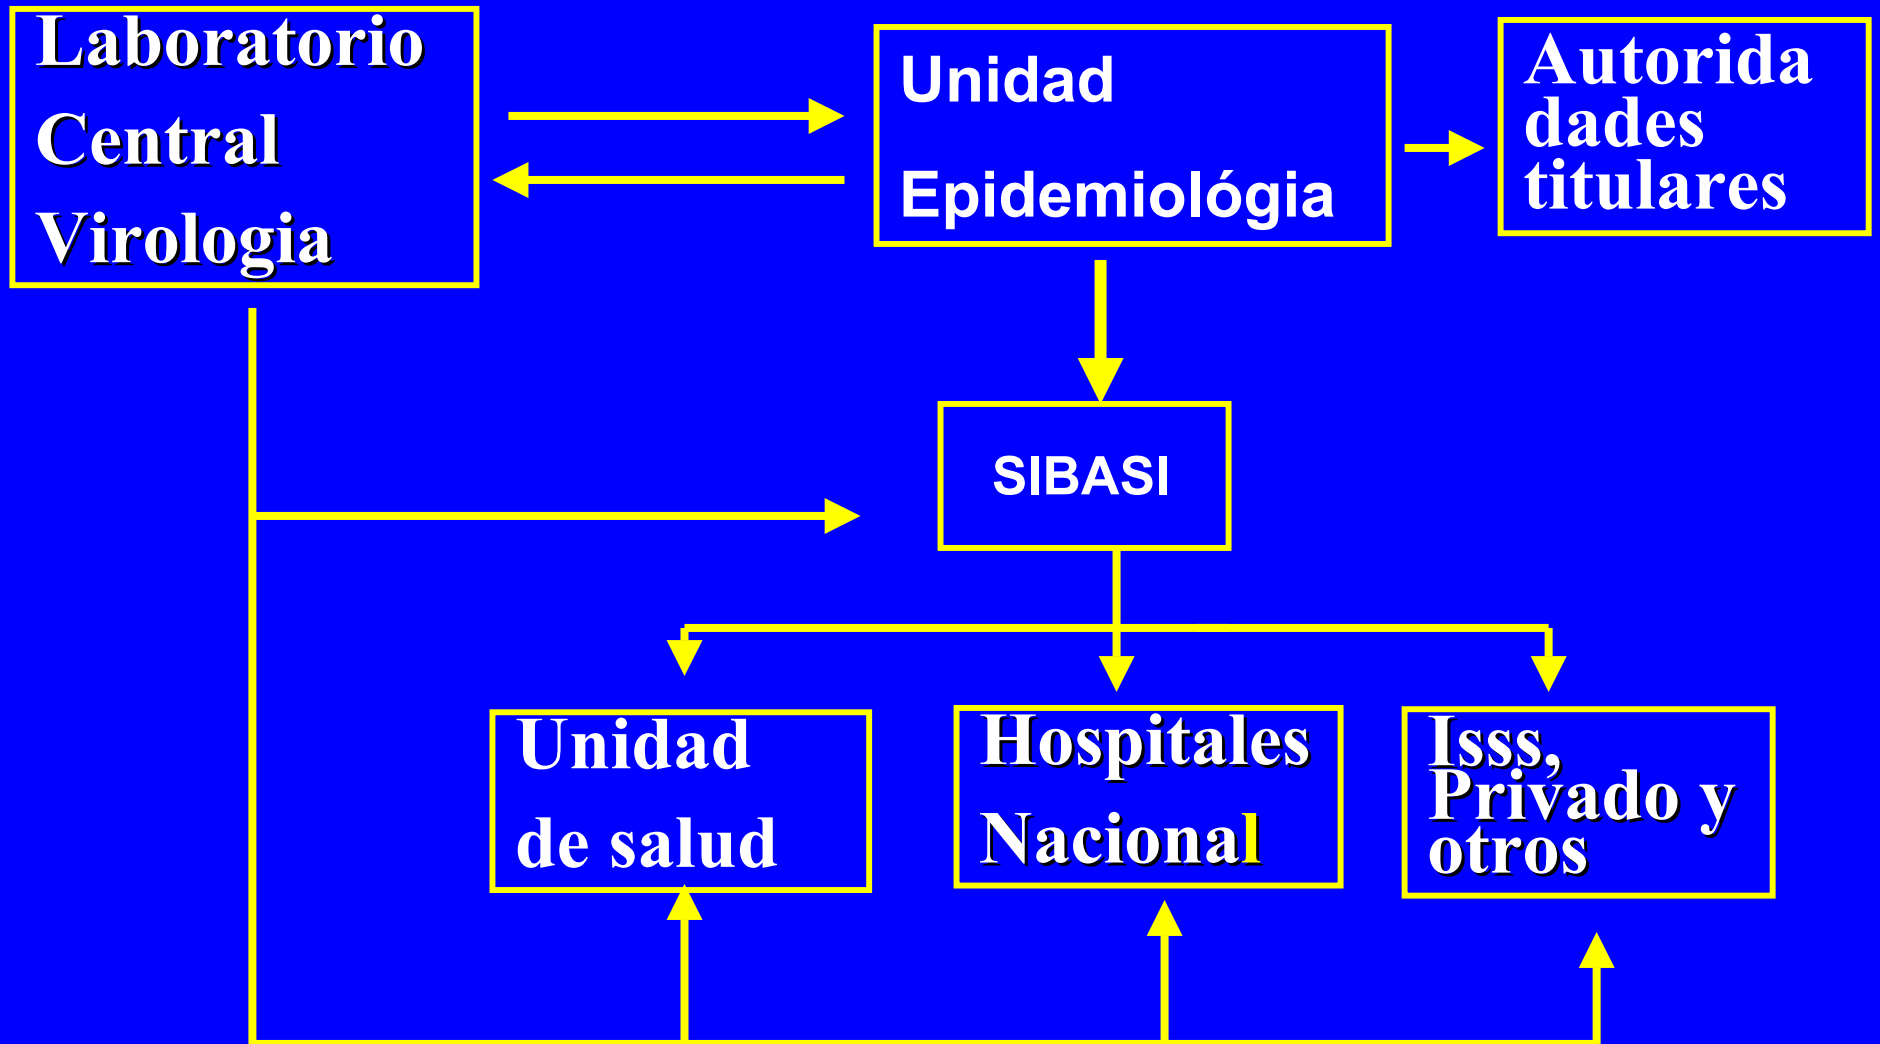 Laboratorio
Central
Virologia
Unidad
Epidemiológia
Autorida
dades
titulares
SIBASI
Unidad
de salud
Hospitales
Nacional
Isss,
Privado y
otros